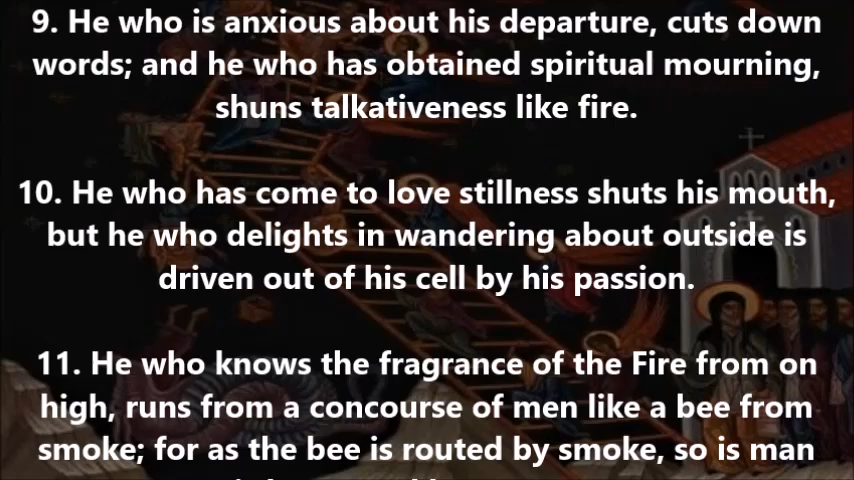 9. He who is anxious about his departure, cuts down
words; and he who has obtained spiritual mourning,
shuns talkativeness like fire.
10. He who has come to love stillness shuts his mouth,
but he who delights in wandering about outside is
driven out of his cell by his passion.
11. He who knows the fragrance of the Fire from on
high, runs from a concourse of men like a bee from
smoke; for as the bee is routed by smoke, so is man